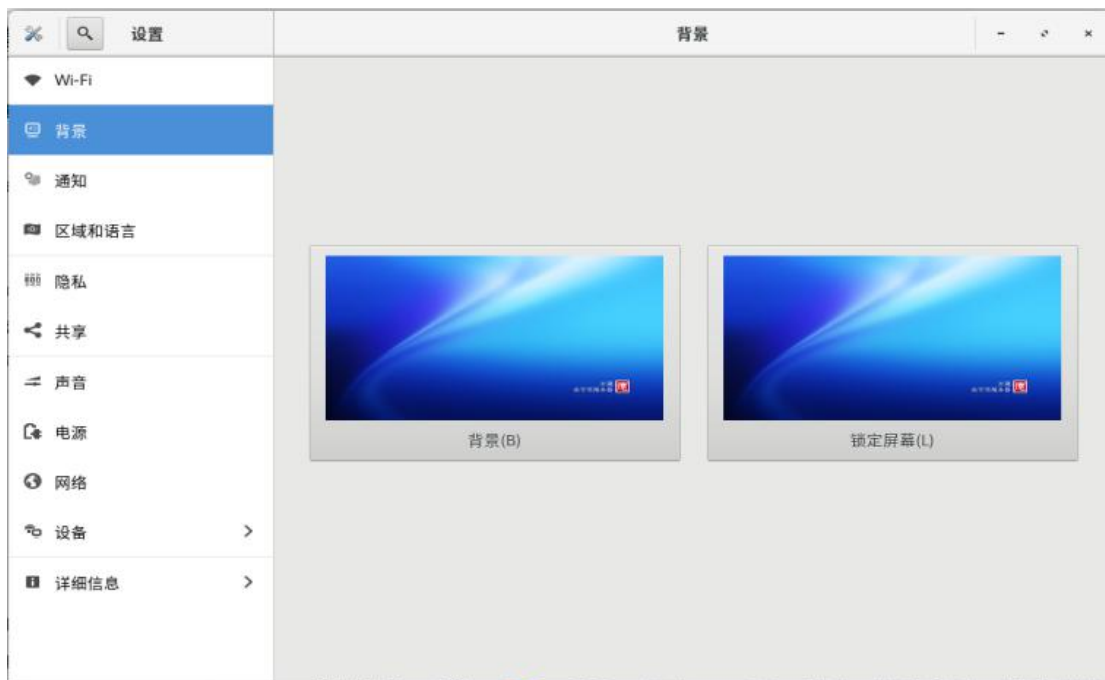 设置
背景
Wi-Fi
背景
通知
区域和语言
隐私
共享
声音
电源
网络
设备
详细信息
背景(B)
锁定屏幕(L)